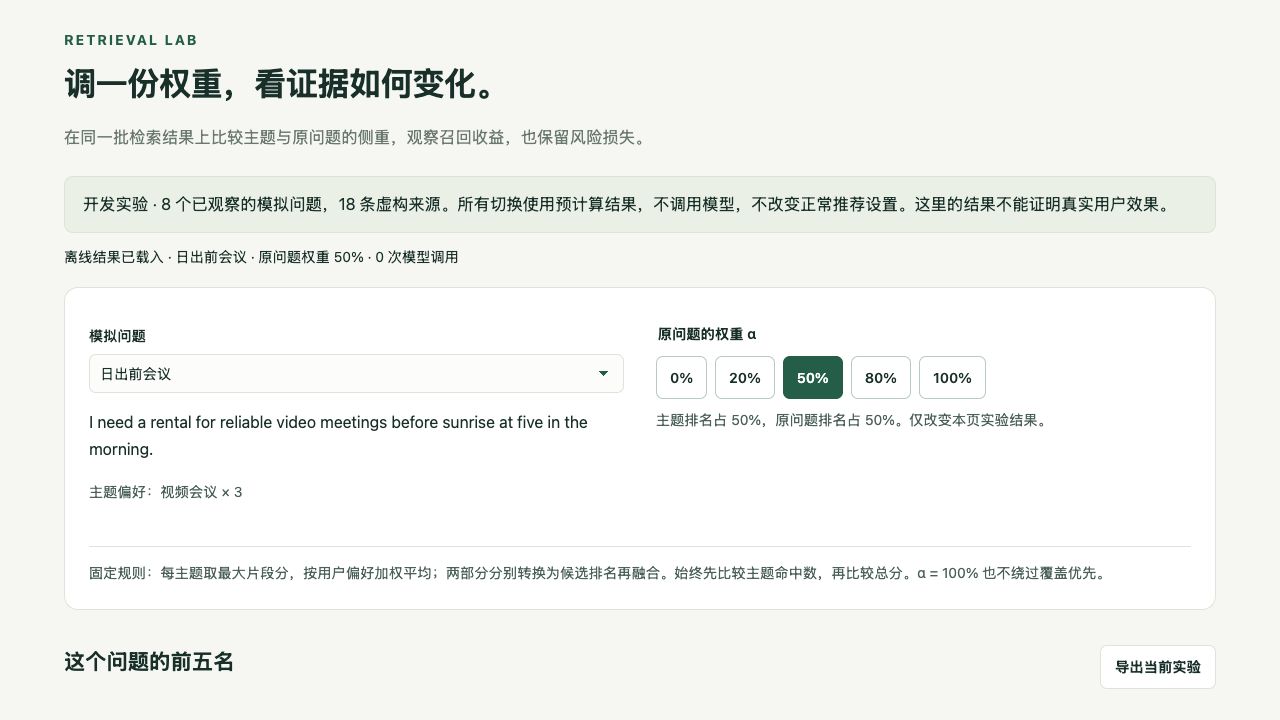 RETRIEVAL LAB
调一份权重，看证据如何变化。
在同一批检索结果上比较主题与原问题的侧重，观察召回收益，也保留风险损失。
开发实验 · 8 个已观察的模拟问题，18 条虚构来源。所有切换使用预计算结果，不调用模型，不改变正常推荐设置。这里的结果不能证明真实用户效果。
离线结果已载入 · 日出前会议 · 原问题权重 50% · 0 次模型调用
模拟问题
日出前会议
I need a rental for reliable video meetings before sunrise at five in the
morning.
主题偏好：视频会议 × 3
原问题的权重 α
0% 20% 50% 80% 100%
主题排名占 50%，原问题排名占 50%。仅改变本页实验结果。
固定规则：每主题取最大片段分，按用户偏好加权平均；两部分分别转换为候选排名再融合。始终先比较主题命中数，再比较总分。α = 100% 也不绕过覆盖优先。
这个问题的前五名
导出当前实验